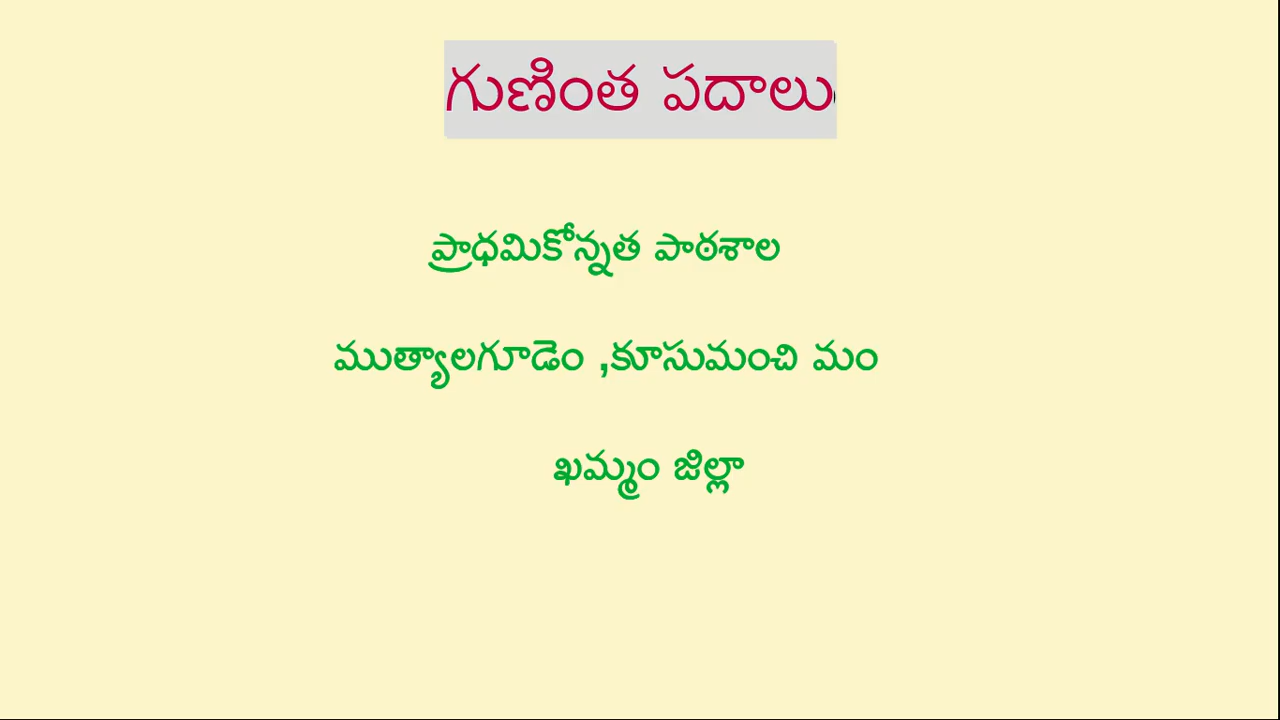 గుణింత పదాలు
ప్రాధమికోన్నత పాఠశాల
ముత్యాలగూడెం ,కూసుమంచి మం
ఖమ్మం జిల్లా